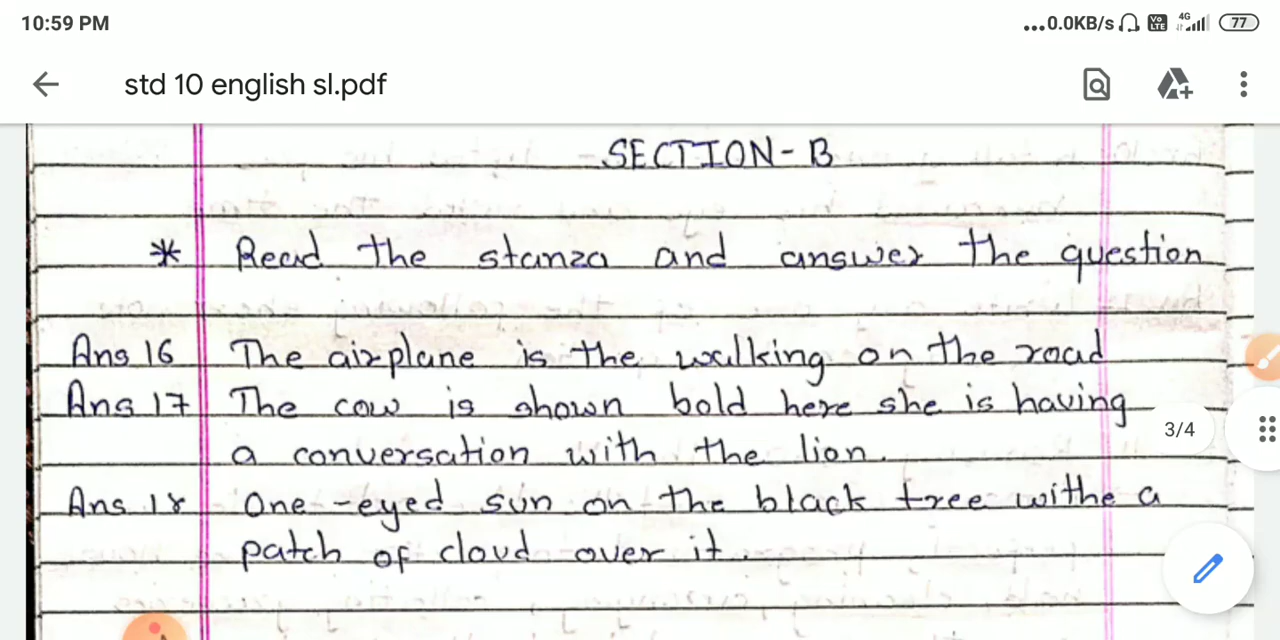 10:59 PM
...0.0KB/s Vo LTE 4G 77
std 10 english sl.pdf
SECTION - B
* Read the stanza and answer the question
Ans 16 The airplane is the walking on the road
Ans 17 The cow is shown bold here she is having
a conversation with the lion.
3/4
Ans 18 One-eyed sun on the black tree withe a
patch of cloud over it.